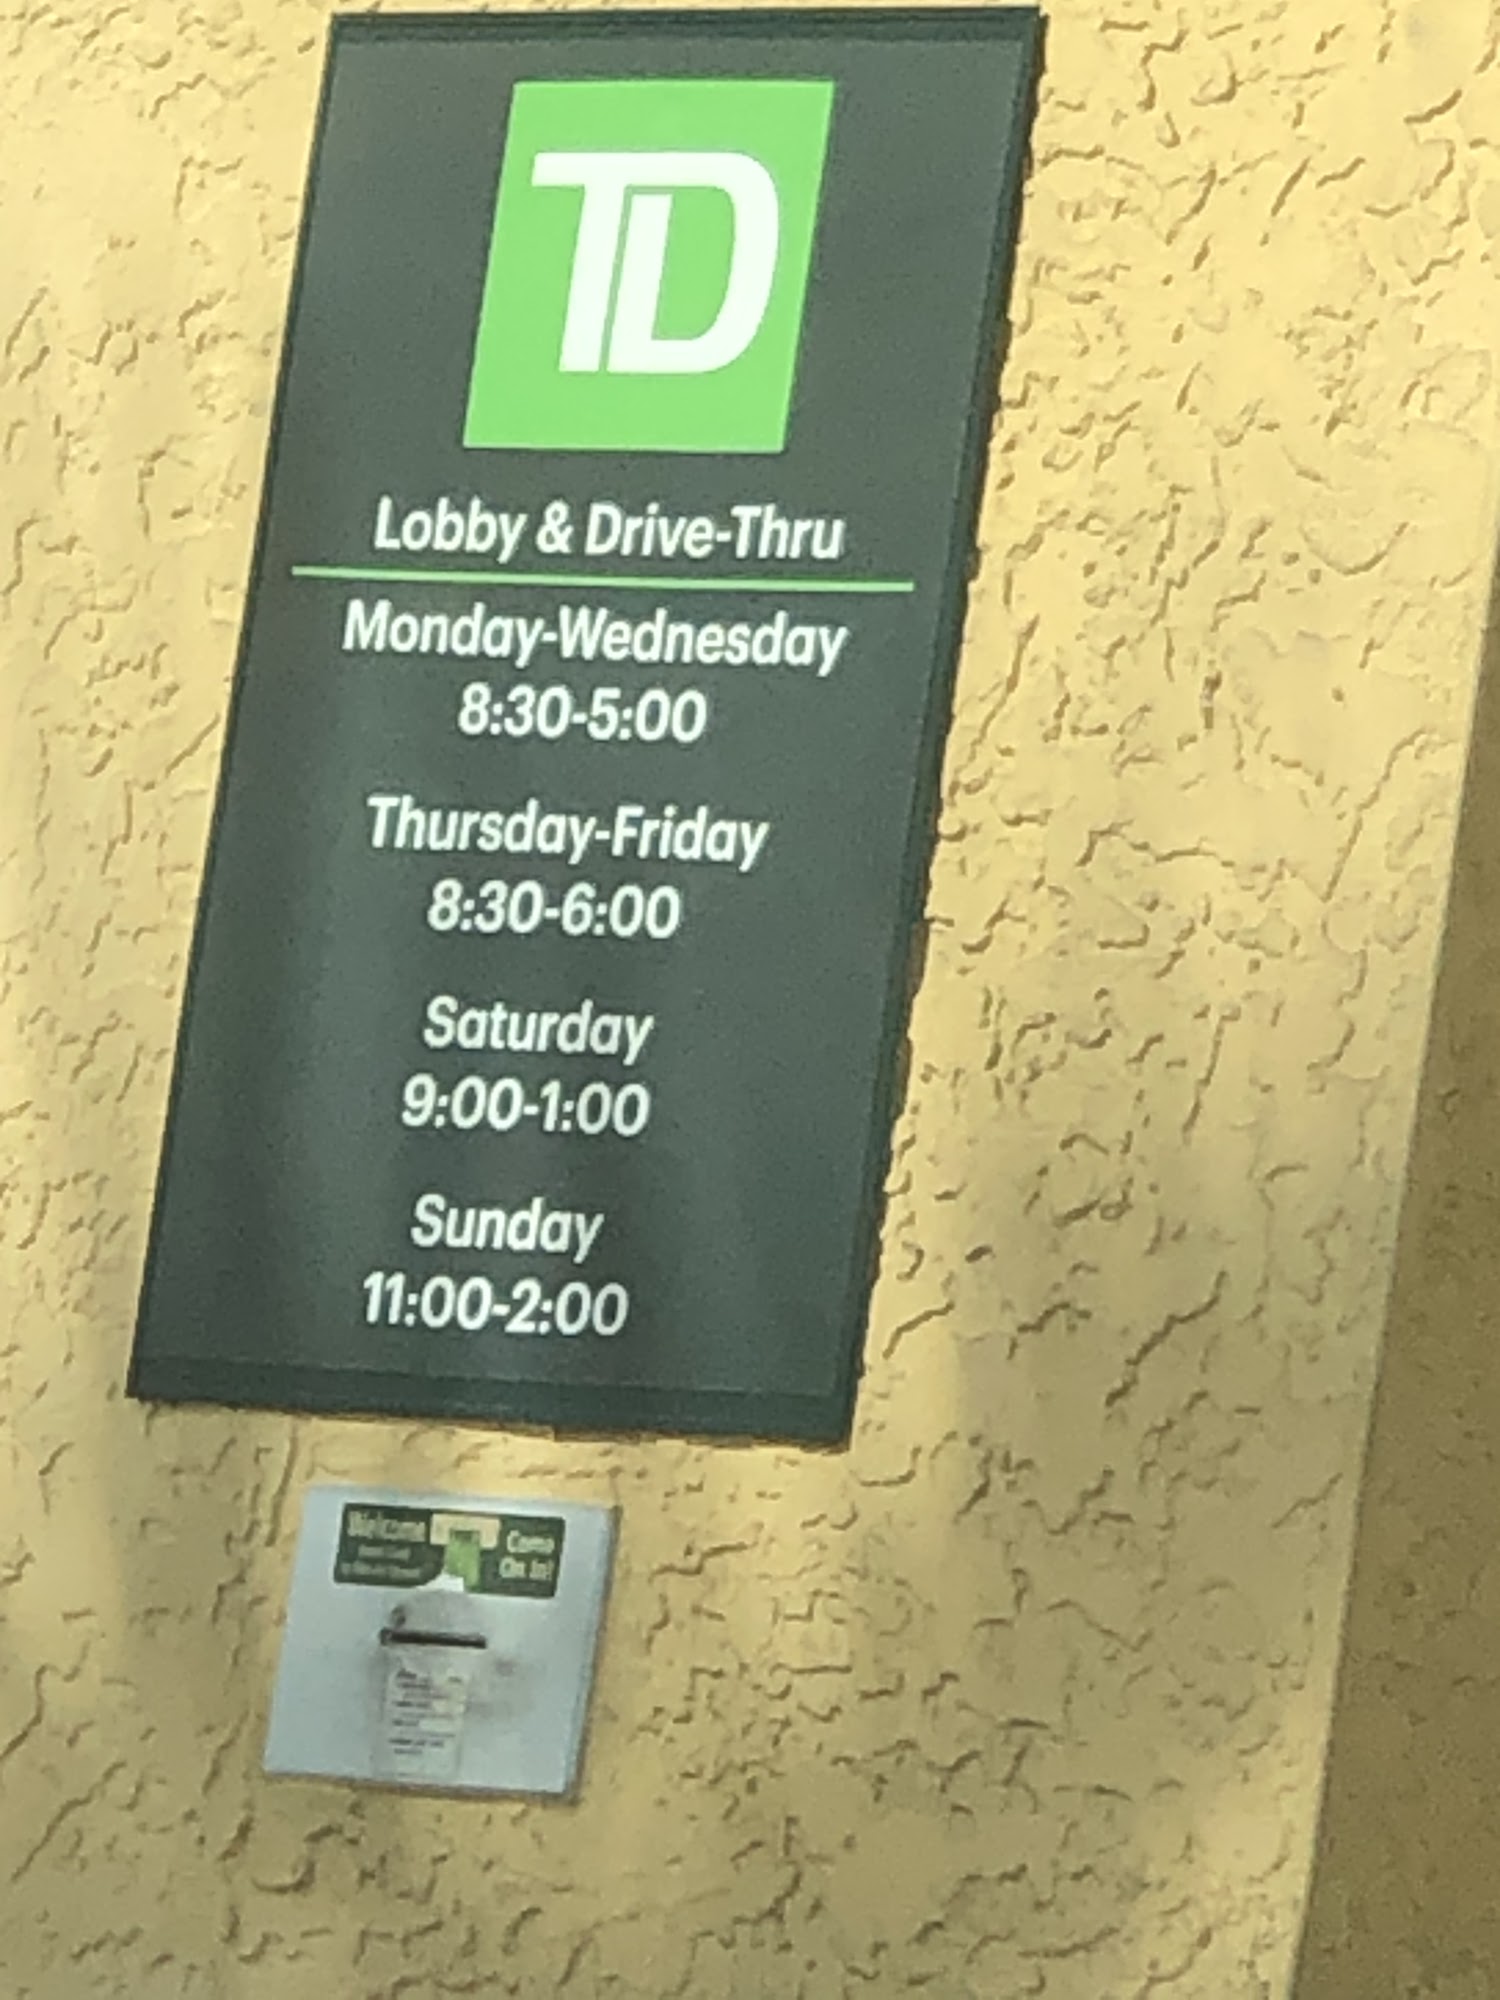 TD
Lobby & Drive-Thru
Monday-Wednesday
8:30-5:00
Thursday-Friday
8:30-6:00
Saturday
9:00-1:00
Sunday
11:00-2:00
Welcome
Come
On In!